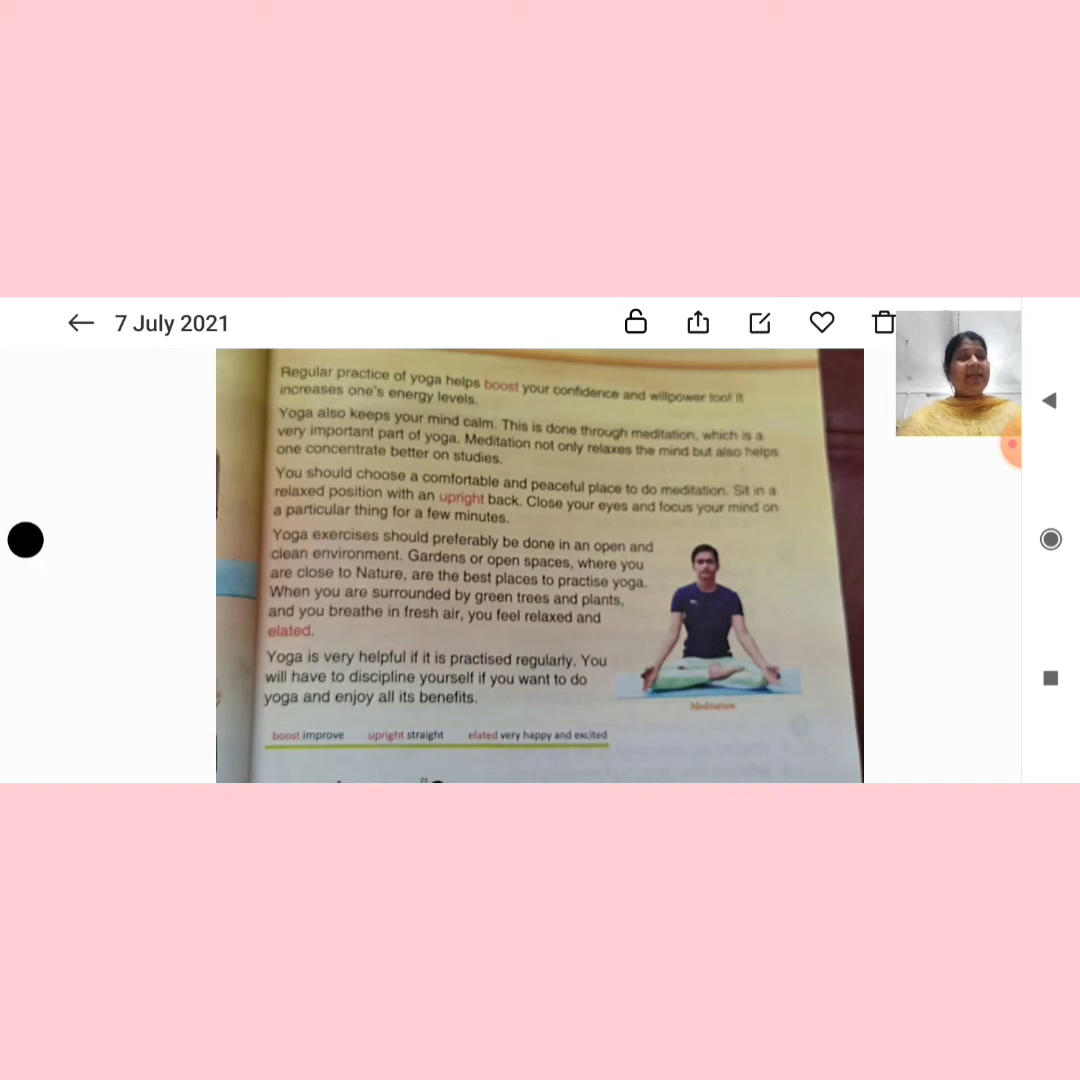 7 July 2021
Regular practice of yoga helps boost your confidence and willpower too! It
increases one's energy levels.
Yoga also keeps your mind calm. This is done through meditation, which is a
very important part of yoga. Meditation not only relaxes the mind but also helps
one concentrate better on studies.
You should choose a comfortable and peaceful place to do meditation. Sit in a
relaxed position with an upright back. Close your eyes and focus your mind on
a particular thing for a few minutes.
Yoga exercises should preferably be done in an open and
clean environment. Gardens or open spaces, where you
are close to Nature, are the best places to practise yoga.
When you are surrounded by green trees and plants,
and you breathe in fresh air, you feel relaxed and
elated.
Yoga is very helpful if it is practised regularly. You
will have to discipline yourself if you want to do
yoga and enjoy all its benefits.
Meditation
boost improve upright straight elated very happy and excited